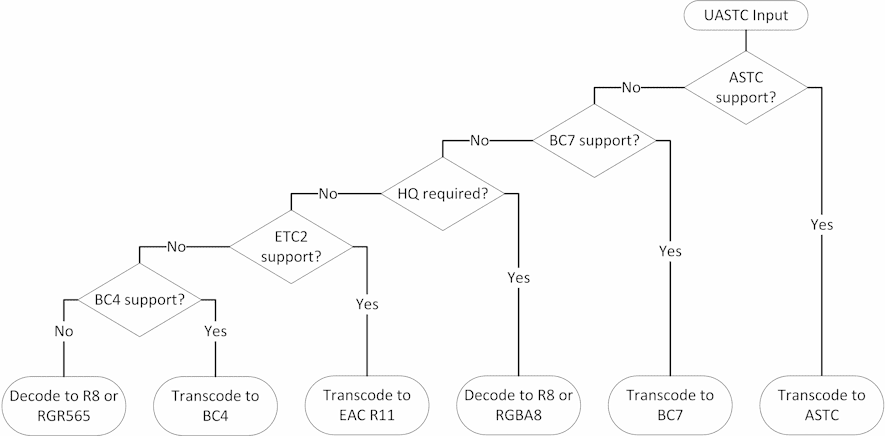 UASTC Input
ASTC
support?
No
BC7 support?
No
HQ required?
No
Yes
ETC2
support?
No
Yes
Yes
BC4 support?
Yes
No
Yes
Decode to R8 or
RGR565
Transcode to
BC4
Transcode to
EAC R11
Decode to R8 or
RGBA8
Transcode to
BC7
Transcode to
ASTC